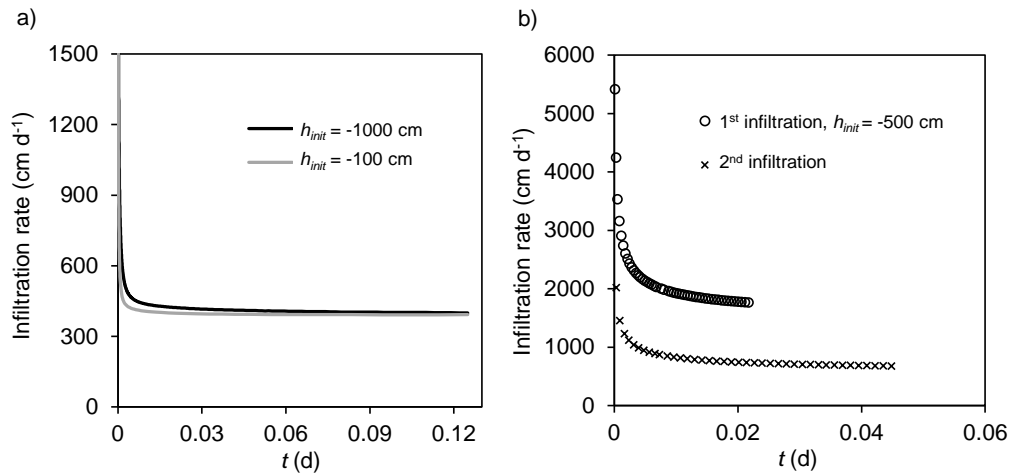 a)
1500
1200
900
600
300
0
Infiltration rate (cm d-1)
h_init = -1000 cm
h_init = -100 cm
0 0.03 0.06 0.09 0.12
t (d)
b)
6000
5000
4000
3000
2000
1000
0
Infiltration rate (cm d-1)
1st infiltration, h_init = -500 cm
2nd infiltration
0 0.02 0.04 0.06
t (d)